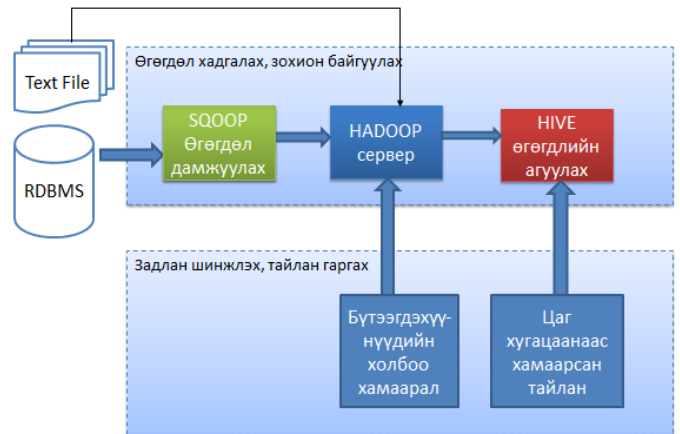 Text File
Өгөгдөл хадгалах, зохион байгуулах
SQOOP
Өгөгдөл
дамжуулах
HADOOP
сервер
HIVE
өгөгдлийн
агуулах
RDBMS
Задлан шинжлэх, тайлан гаргах
Бүтээгдэхүү-
нүүдийн
холбоо
хамаарал
Цаг
хугацаанаас
хамаарсан
тайлан